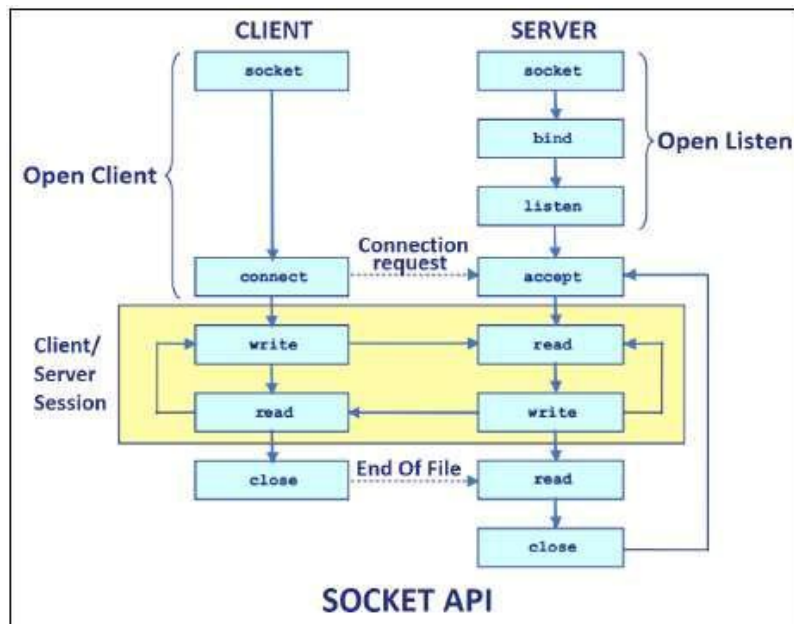 CLIENT SERVER
socket socket
bind
Open Client Open Listen
listen
Connection
request
connect accept
Client/
Server
Session
write read
read write
End Of File
close read
close
SOCKET API